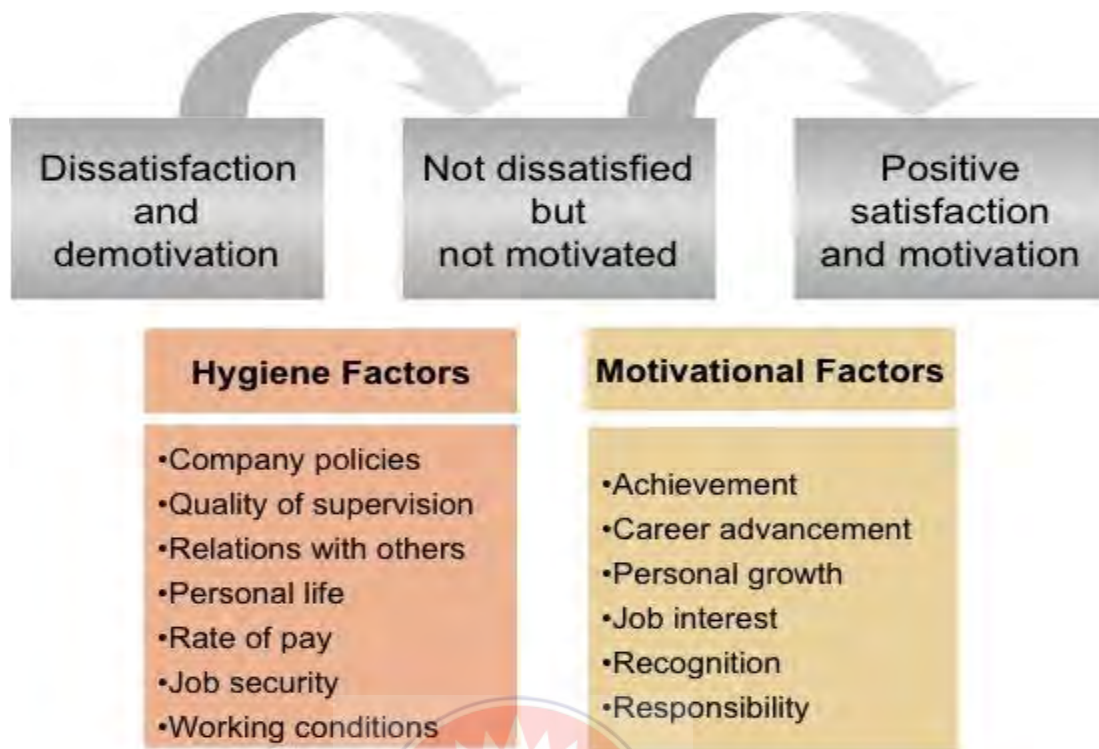 Dissatisfaction
and
demotivation
Not dissatisfied
but
not motivated
Positive
satisfaction
and motivation
Hygiene Factors
•Company policies
•Quality of supervision
•Relations with others
•Personal life
•Rate of pay
•Job security
•Working conditions
Motivational Factors
•Achievement
•Career advancement
•Personal growth
•Job interest
•Recognition
•Responsibility